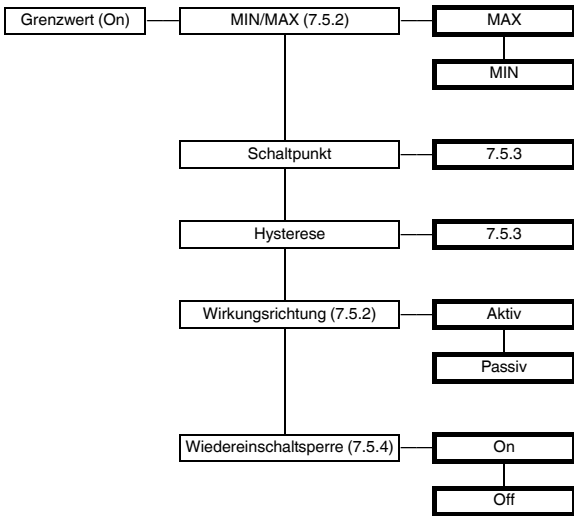 Grenzwert (On)
MIN/MAX (7.5.2)
MAX
MIN
Schaltpunkt
7.5.3
Hysterese
7.5.3
Wirkungsrichtung (7.5.2)
Aktiv
Passiv
Wiedereinschaltsperre (7.5.4)
On
Off